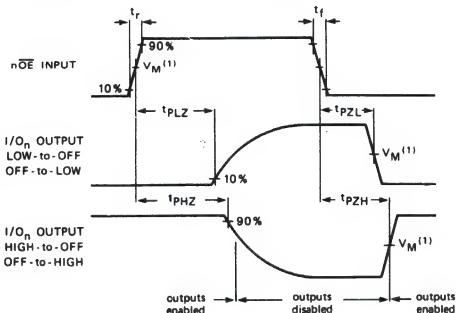 tr
tf
90%
nOE INPUT
VM(1)
10%
tPLZ
tPZL
I/On OUTPUT
LOW-to-OFF
OFF-to-LOW
VM(1)
10%
tPHZ
tPZH
I/On OUTPUT
HIGH-to-OFF
OFF-to-HIGH
90%
VM(1)
outputs enabled
outputs disabled
outputs enabled